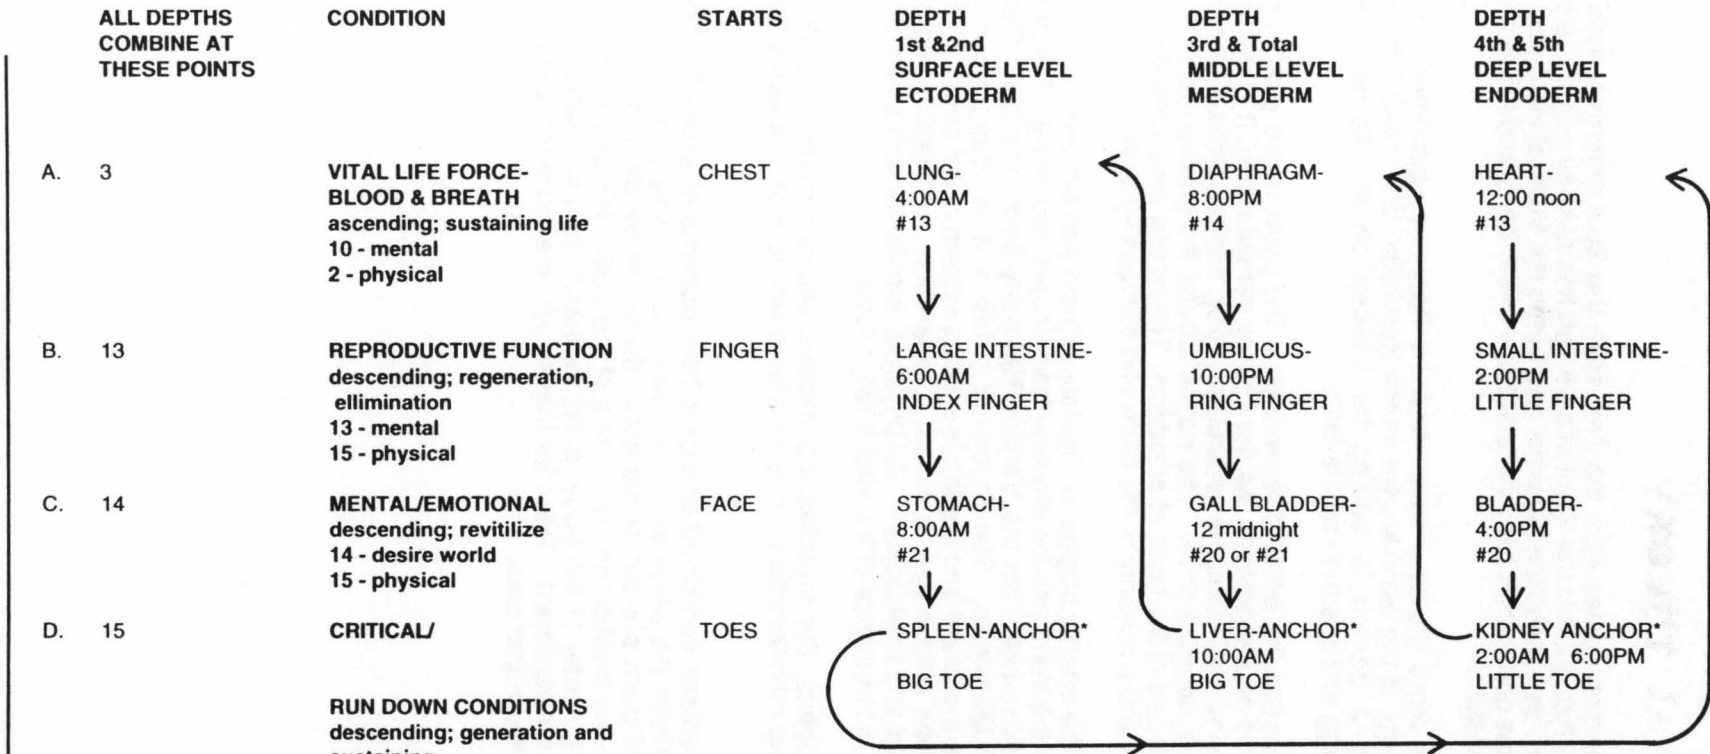 ALL DEPTHS COMBINE AT THESE POINTS
CONDITION
STARTS
DEPTH 1st &2nd SURFACE LEVEL ECTODERM
DEPTH 3rd & Total MIDDLE LEVEL MESODERM
DEPTH 4th & 5th DEEP LEVEL ENDODERM
A. 3
VITAL LIFE FORCE-
BLOOD & BREATH
ascending; sustaining life
10 - mental
2 - physical
CHEST
LUNG-
4:00AM
#13
DIAPHRAGM-
8:00PM
#14
HEART-
12:00 noon
#13
B. 13
REPRODUCTIVE FUNCTION
descending; regeneration,
ellimination
13 - mental
15 - physical
FINGER
LARGE INTESTINE-
6:00AM
INDEX FINGER
UMBILICUS-
10:00PM
RING FINGER
SMALL INTESTINE-
2:00PM
LITTLE FINGER
C. 14
MENTAL/EMOTIONAL
descending; revitilize
14 - desire world
15 - physical
FACE
STOMACH-
8:00AM
#21
GALL BLADDER-
12 midnight
#20 or #21
BLADDER-
4:00PM
#20
D. 15
CRITICAL/
RUN DOWN CONDITIONS
descending; generation and
TOES
SPLEEN-ANCHOR*
BIG TOE
LIVER-ANCHOR*
10:00AM
BIG TOE
KIDNEY ANCHOR*
2:00AM 6:00PM
LITTLE TOE